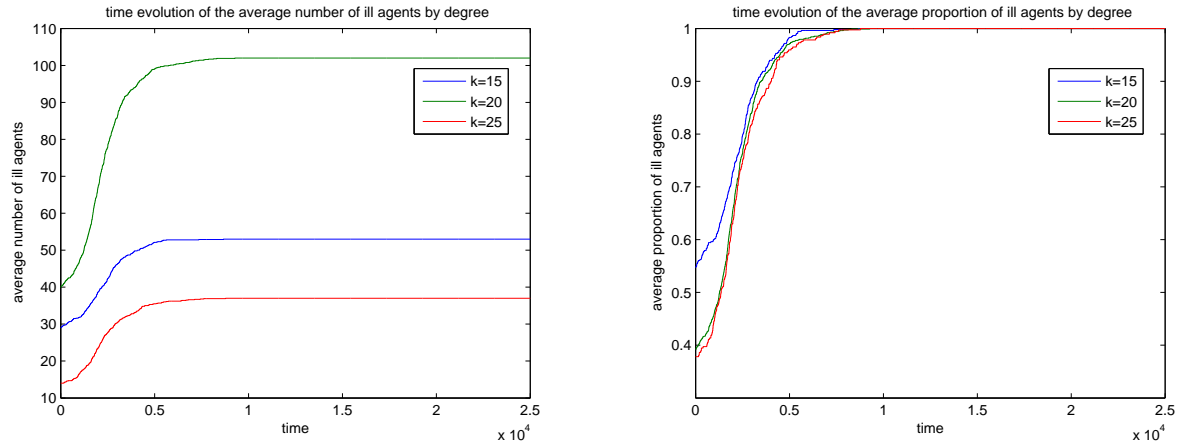 time evolution of the average number of ill agents by degree
110
100
90
80
70
60
50
40
30
20
10
average number of ill agents
k=15
k=20
k=25
0
0.5
1
1.5
2
2.5
x 10^4
time
time evolution of the average proportion of ill agents by degree
1
0.9
0.8
0.7
0.6
0.5
0.4
average proportion of ill agents
k=15
k=20
k=25
0
0.5
1
1.5
2
2.5
x 10^4
time